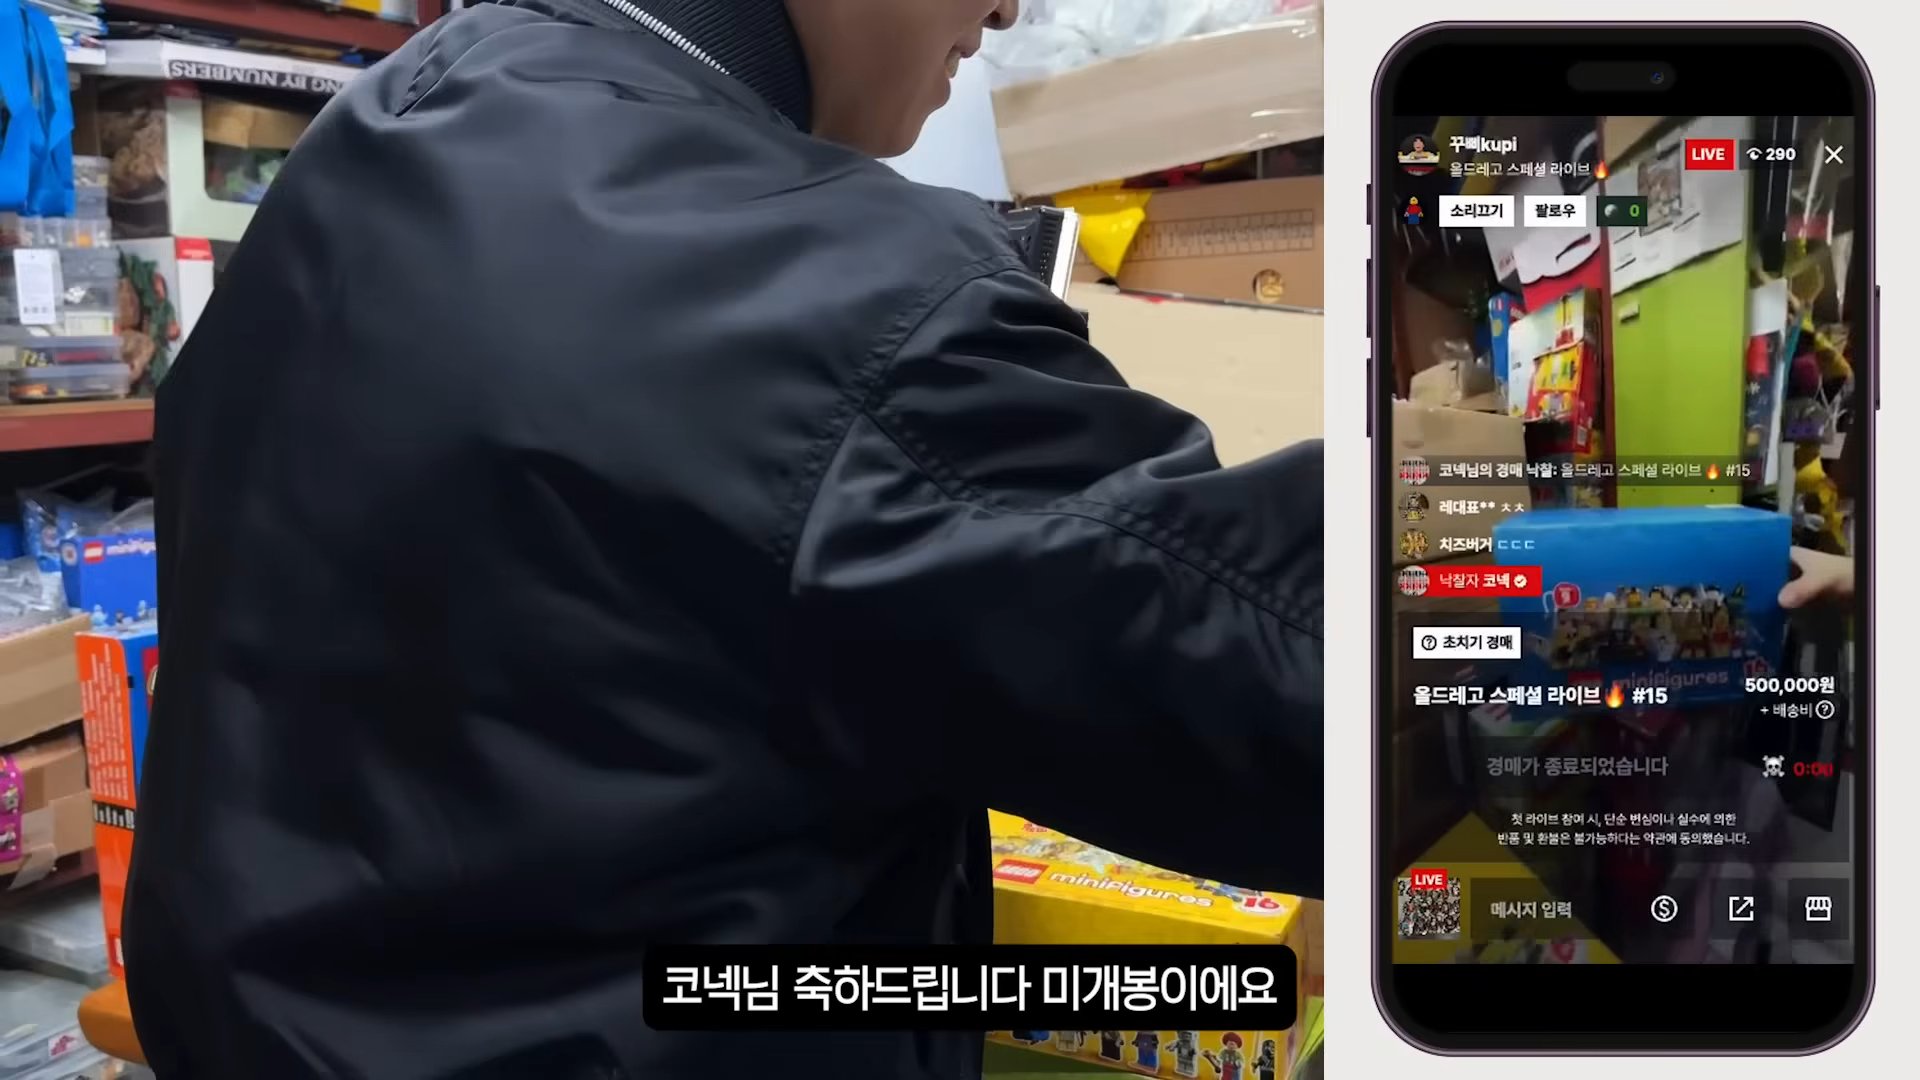 PAINTING BY NUMBERS
miniFigures
LEGO
miniFigures
16
코넥님 축하드립니다 미개봉이에요
꾸삐kupi
올드레고 스페셜 라이브🔥
LIVE
290
소리끄기
팔로우
0
코넥님의 경매 낙찰: 올드레고 스페셜 라이브🔥 #15
레대표** ㅊㅊ
치즈버거 ㄷㄷㄷ
낙찰자 코넥
초치기 경매
minifigures
올드레고 스페셜 라이브🔥 #15
500,000원
+ 배송비
경매가 종료되었습니다
0:00
첫 라이브 참여 시, 단순 변심이나 실수에 의한
반품 및 환불은 불가능하다는 약관에 동의했습니다.
LIVE
메시지 입력